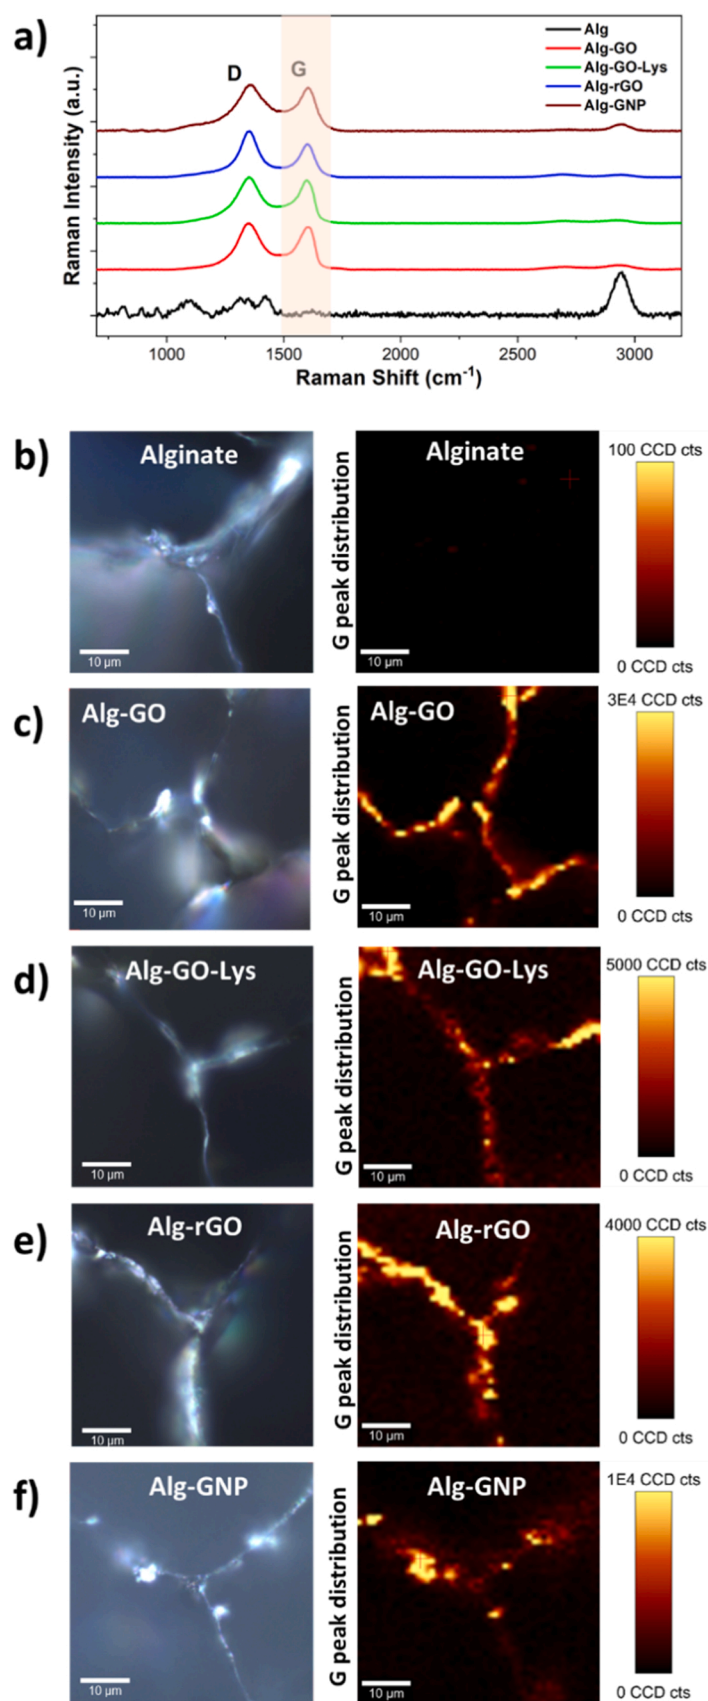 a)
Alg
Alg-GO
Alg-GO-Lys
Alg-rGO
Alg-GNP
D
G
Raman Intensity (a.u.)
1000
1500
2000
2500
3000
Raman Shift (cm-1)
b)
Alginate
10 µm
G peak distribution
Alginate
10 µm
100 CCD cts
0 CCD cts
c)
Alg-GO
10 µm
G peak distribution
Alg-GO
10 µm
3E4 CCD cts
0 CCD cts
d)
Alg-GO-Lys
10 µm
G peak distribution
Alg-GO-Lys
10 µm
5000 CCD cts
0 CCD cts
e)
Alg-rGO
10 µm
G peak distribution
Alg-rGO
10 µm
4000 CCD cts
0 CCD cts
f)
Alg-GNP
10 µm
G peak distribution
Alg-GNP
10 µm
1E4 CCD cts
0 CCD cts